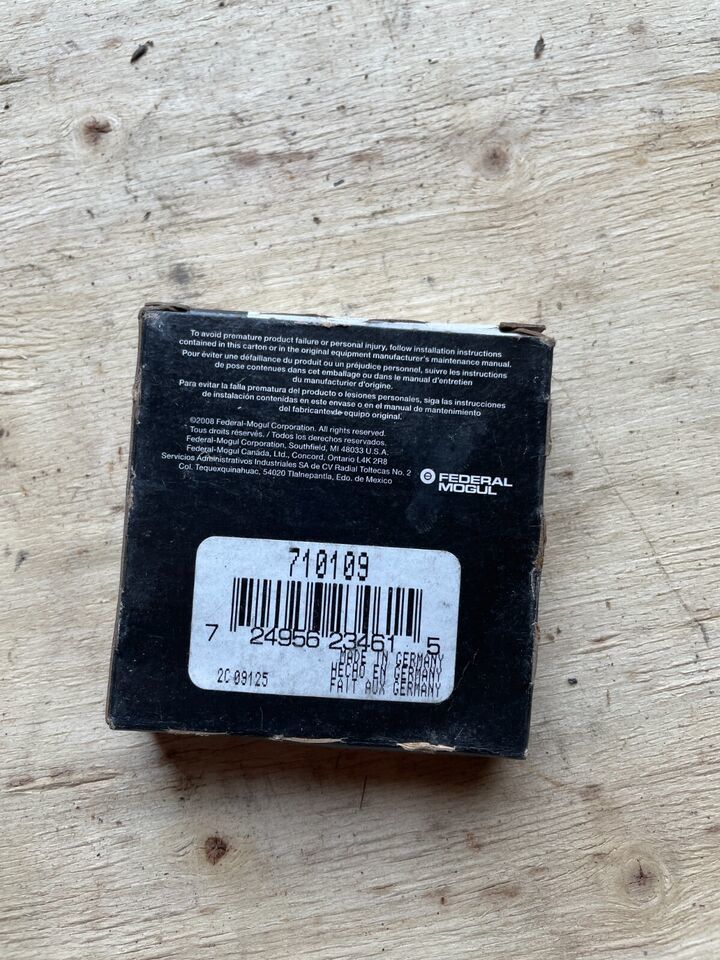 To avoid premature product failure or personal injury, follow installation instructions
contained in this carton or in the original equipment manufacturer's maintenance manual.
Pour éviter une défaillance du produit ou un préjudice personnel, suivre les instructions
de pose contenues dans cet emballage ou dans le manuel d'entretien
du manufacturier d'origine.
Para evitar la falla prematura del producto o lesiones personales, siga las instrucciones
de instalación contenidas en este envase o en el manual de mantenimiento
del fabricante de equipo original.
©2008 Federal-Mogul Corporation. All rights reserved.
Tous droits réservés. / Todos los derechos reservados.
Federal-Mogul Corporation, Southfield, MI 48033 U.S.A.
Federal-Mogul Canada, Ltd., Concord, Ontario L4K 2R8
Servicios Administrativos Industriales SA de CV Radial Toltecas No. 2
Col. Tequexquinahuac, 54020 Tlalnepantla, Edo. de Mexico
FEDERAL
MOGUL
710109
7 24956 23461 5
MADE IN GERMANY
HECHO EN GERMANY
FAIT AUX GERMANY
2C 09125